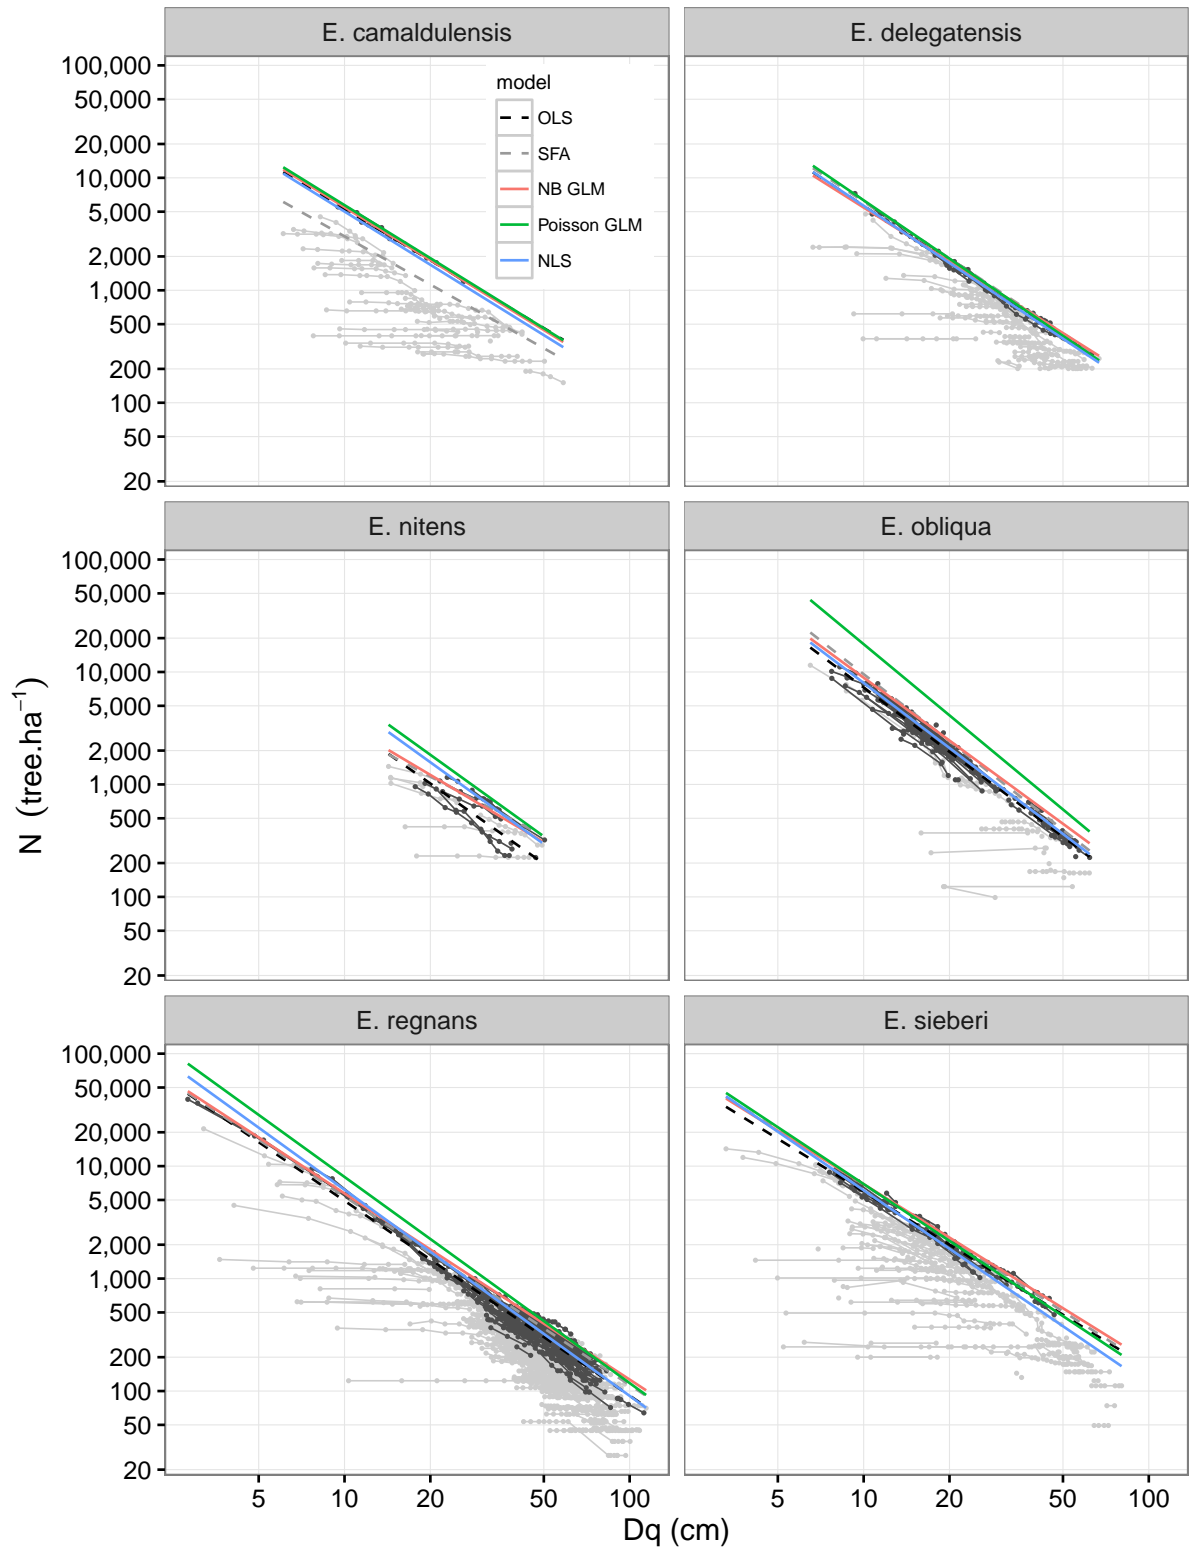 E. camaldulensis
E. delegatensis
100,000
50,000
20,000
10,000
5,000
2,000
1,000
500
200
100
50
20
model
OLS
SFA
NB GLM
Poisson GLM
NLS
E. nitens
E. obliqua
100,000
50,000
20,000
10,000
5,000
2,000
1,000
500
200
100
50
20
N (tree.ha⁻¹)
E. regnans
E. sieberi
100,000
50,000
20,000
10,000
5,000
2,000
1,000
500
200
100
50
20
5 10 20 50 100
5 10 20 50 100
Dq (cm)